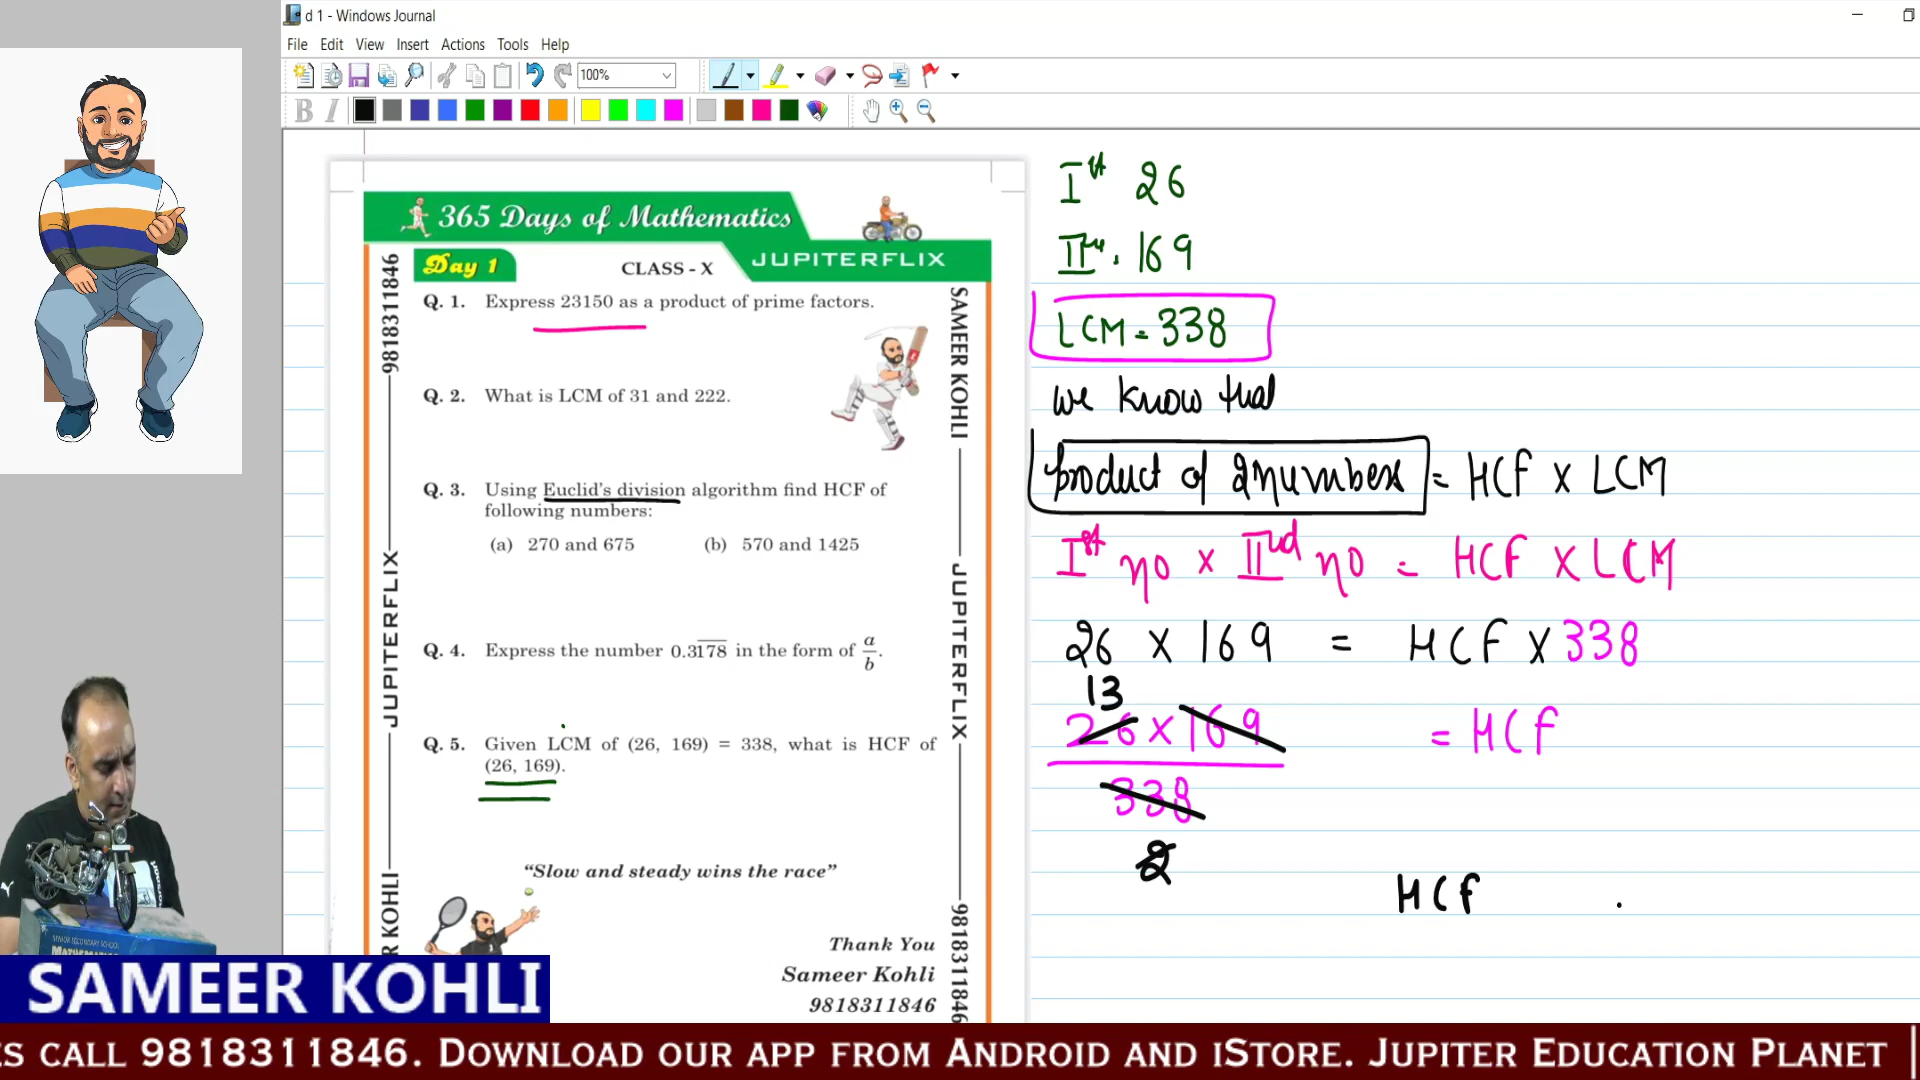 d 1 - Windows Journal
File Edit View Insert Actions Tools Help
100%
B I
365 Days of Mathematics
Day 1
CLASS - X
JUPITERFLIX
Q. 1. Express 23150 as a product of prime factors.
Q. 2. What is LCM of 31 and 222.
Q. 3. Using Euclid's division algorithm find HCF of
following numbers:
(a) 270 and 675 (b) 570 and 1425
Q. 4. Express the number 0.3178 in the form of a/b.
Q. 5. Given LCM of (26, 169) = 338, what is HCF of
(26, 169).
"Slow and steady wins the race"
Thank You
Sameer Kohli
9818311846
9818311846
JUPITERFLIX
R KOHLI
SAMEER KOHLI
JUPITERFLIX
9818311846
Ist 26
IInd. 169
LCM = 338
we know that
product of 2 numbers = HCF x LCM
Ist no x IInd no = HCF x LCM
26 x 169 = HCF x 338
13
26 x 169 = HCF
338
2
HCF
SENIOR SECONDARY SCHOOL
SAMEER KOHLI
ES CALL 9818311846. DOWNLOAD OUR APP FROM ANDROID AND ISTORE. JUPITER EDUCATION PLANET |